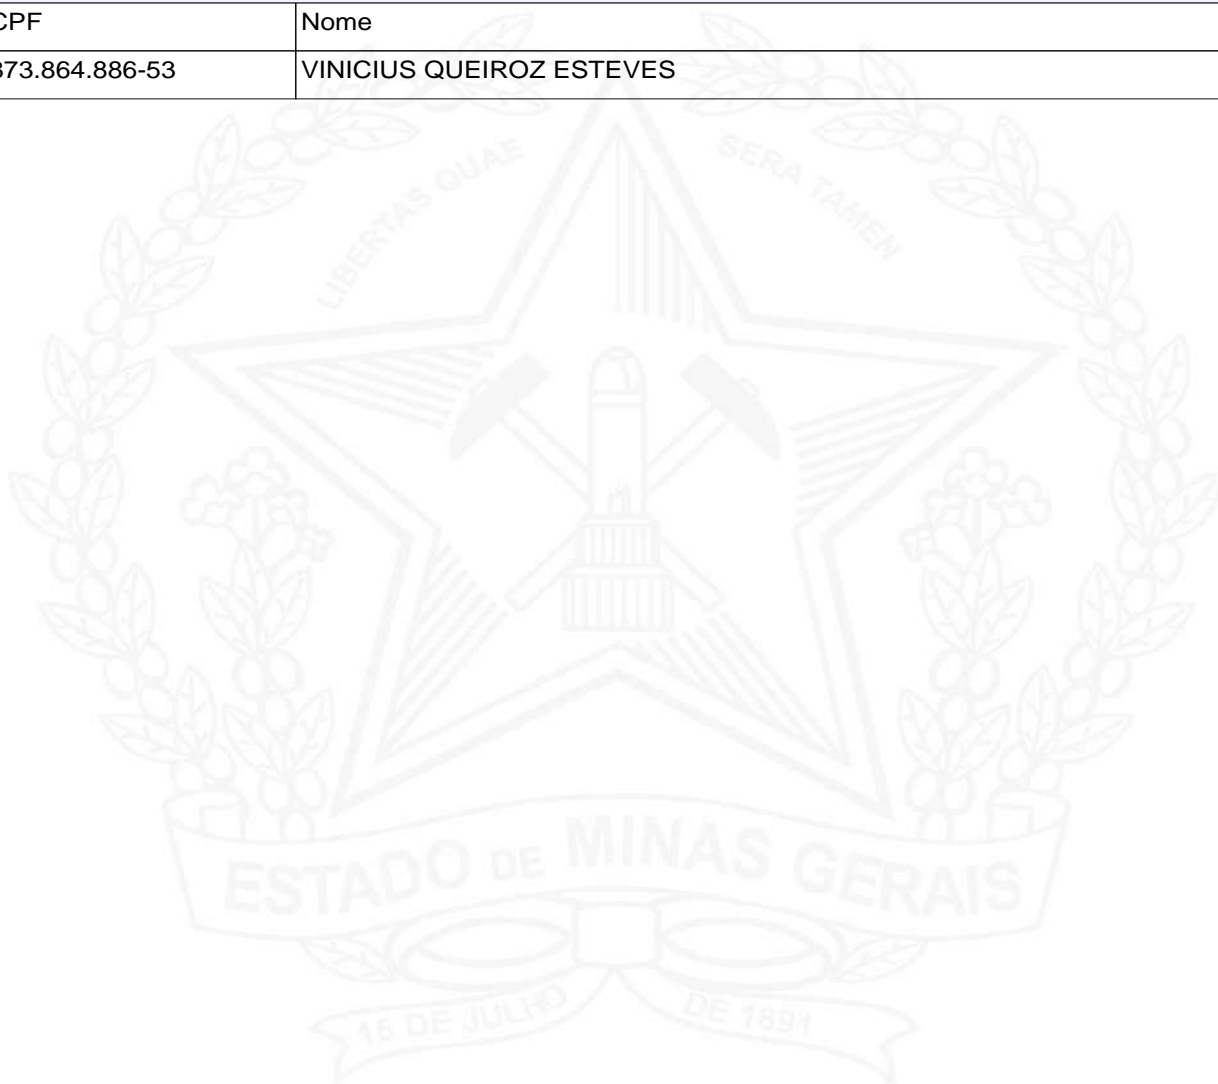 CPF Nome
873.864.886-53 VINICIUS QUEIROZ ESTEVES
LIBERTAS QUAE SERA TAMEN
ESTADO DE MINAS GERAIS
15 DE JULHO DE 1891